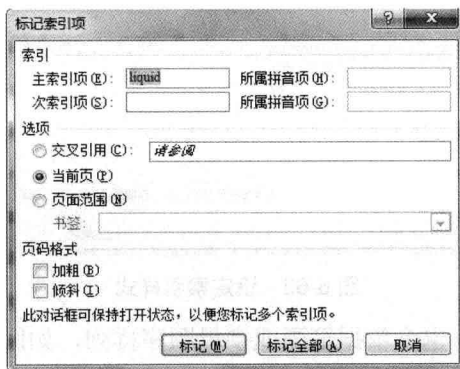 标记索引项
索引
主索引项(E): liquid 所属拼音项(H):
次索引项(S): 所属拼音项(G):
选项
交叉引用(C): 请参阅
当前页(P)
页面范围(N)
书签:
页码格式
加粗(B)
倾斜(I)
此对话框可保持打开状态，以便您标记多个索引项。
标记(M) 标记全部(A) 取消